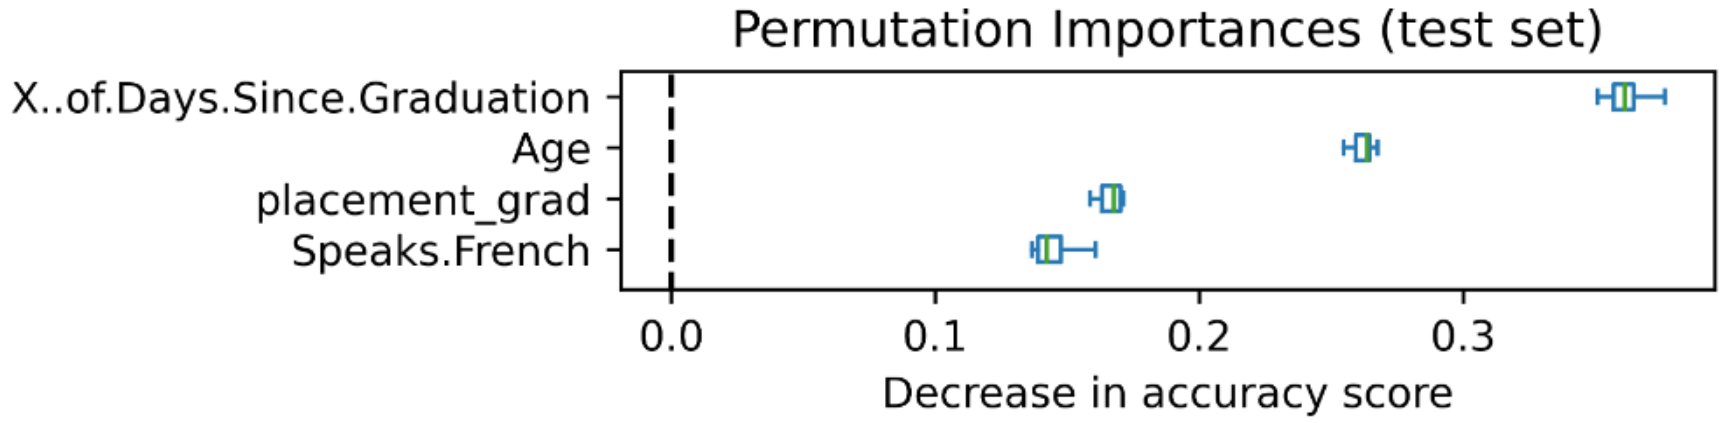 Permutation Importances (test set)
X..of.Days.Since.Graduation
Age
placement_grad
Speaks.French
0.0 0.1 0.2 0.3
Decrease in accuracy score